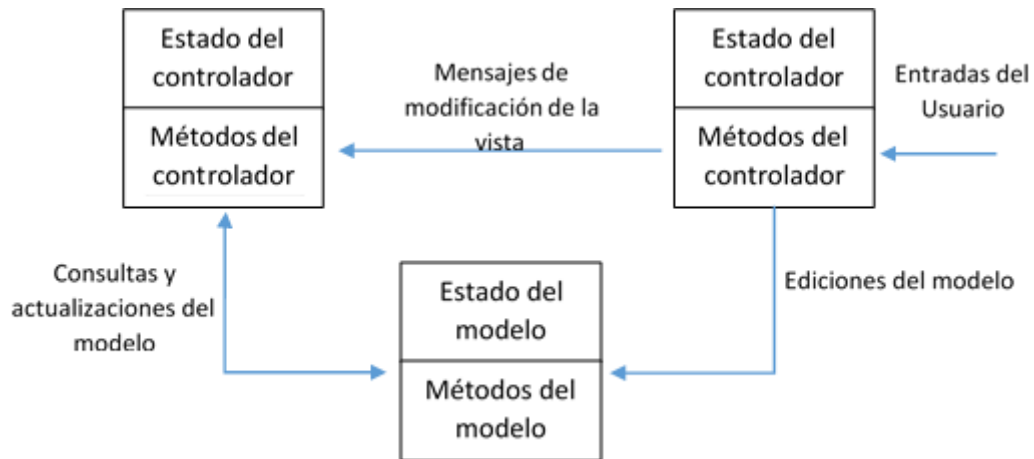 Estado del
controlador
Métodos del
controlador
Mensajes de
modificación de la
vista
Estado del
controlador
Métodos del
controlador
Entradas del
Usuario
Consultas y
actualizaciones del
modelo
Estado del
modelo
Métodos del
modelo
Ediciones del modelo